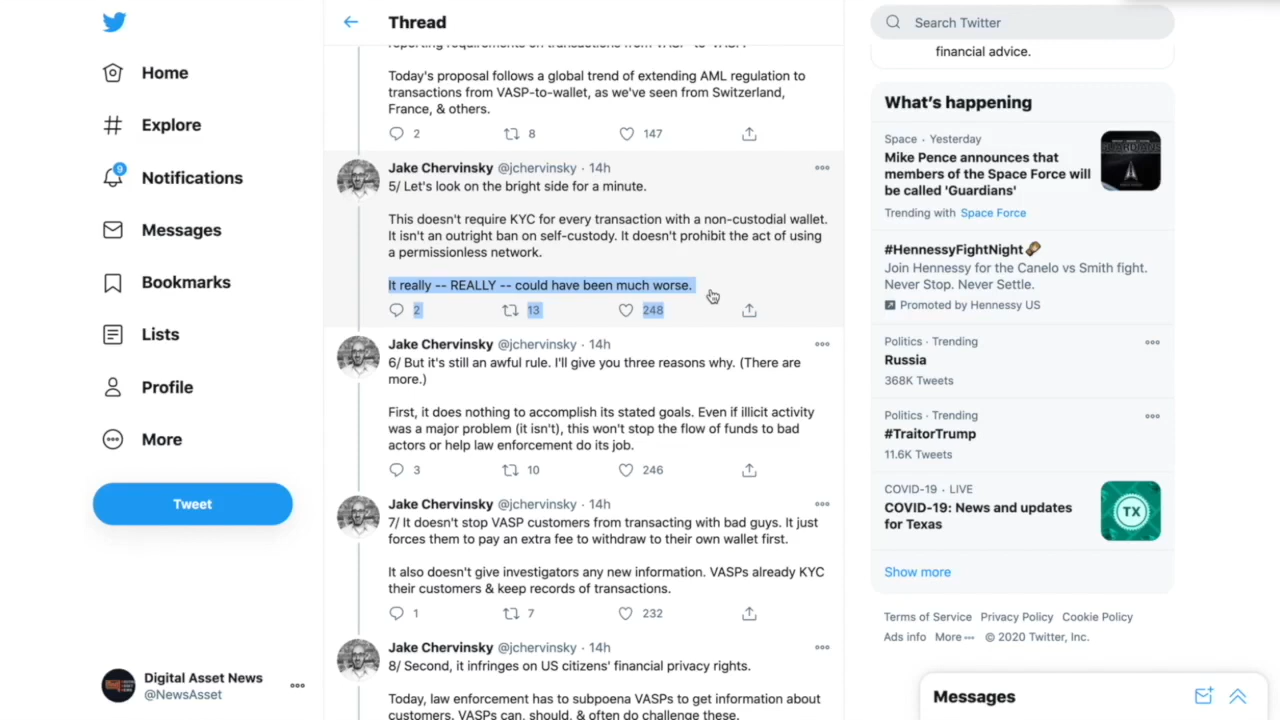 Home
Explore
9
Notifications
Messages
Bookmarks
Lists
Profile
More
Tweet
Digital Asset News
@NewsAsset
Thread
reporting requirements on transactions from VASP-to-VASP.
Today's proposal follows a global trend of extending AML regulation to
transactions from VASP-to-wallet, as we've seen from Switzerland,
France, & others.
2 8 147
Jake Chervinsky @jchervinsky · 14h
5/ Let's look on the bright side for a minute.
This doesn't require KYC for every transaction with a non-custodial wallet.
It isn't an outright ban on self-custody. It doesn't prohibit the act of using
a permissionless network.
It really -- REALLY -- could have been much worse.
2 13 248
Jake Chervinsky @jchervinsky · 14h
6/ But it's still an awful rule. I'll give you three reasons why. (There are
more.)
First, it does nothing to accomplish its stated goals. Even if illicit activity
was a major problem (it isn't), this won't stop the flow of funds to bad
actors or help law enforcement do its job.
3 10 246
Jake Chervinsky @jchervinsky · 14h
7/ It doesn't stop VASP customers from transacting with bad guys. It just
forces them to pay an extra fee to withdraw to their own wallet first.
It also doesn't give investigators any new information. VASPs already KYC
their customers & keep records of transactions.
1 7 232
Jake Chervinsky @jchervinsky · 14h
8/ Second, it infringes on US citizens' financial privacy rights.
Today, law enforcement has to subpoena VASPs to get information about
customers. VASPs can, should, & often do challenge these.
Search Twitter
financial advice.
What's happening
Space · Yesterday
Mike Pence announces that
members of the Space Force will
be called 'Guardians'
Trending with Space Force
#HennessyFightNight
Join Hennessy for the Canelo vs Smith fight.
Never Stop. Never Settle.
Promoted by Hennessy US
Politics · Trending
Russia
368K Tweets
Politics · Trending
#TraitorTrump
11.6K Tweets
COVID-19 · LIVE
COVID-19: News and updates
for Texas
TX
Show more
Terms of Service Privacy Policy Cookie Policy
Ads info More © 2020 Twitter, Inc.
Messages